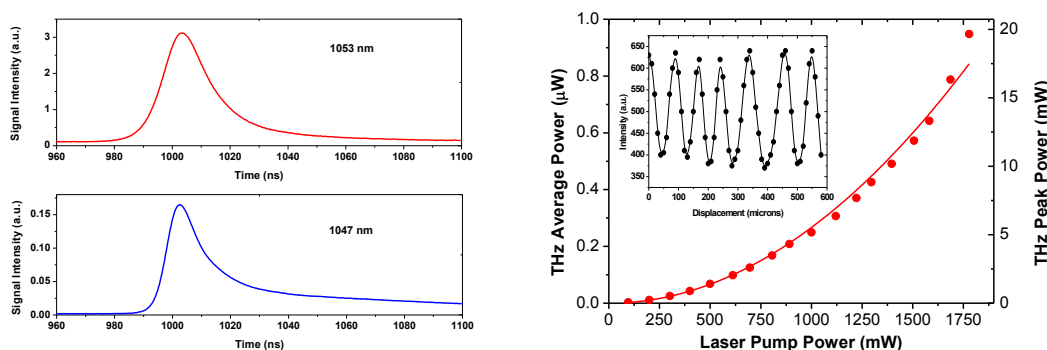 3
2
1
0
Signal Intensity (a.u.)
1053 nm
960 980 1000 1020 1040 1060 1080 1100
Time (ns)
0.15
0.10
0.05
0.00
Signal Intensity (a.u.)
1047 nm
960 980 1000 1020 1040 1060 1080 1100
Time (ns)
1.0
0.8
0.6
0.4
0.2
0.0
THz Average Power (μW)
650
600
550
500
450
400
350
Intensity (a.u.)
0 100 200 300 400 500 600
Displacement (microns)
20
15
10
5
0
THz Peak Power (mW)
0 250 500 750 1000 1250 1500 1750
Laser Pump Power (mW)